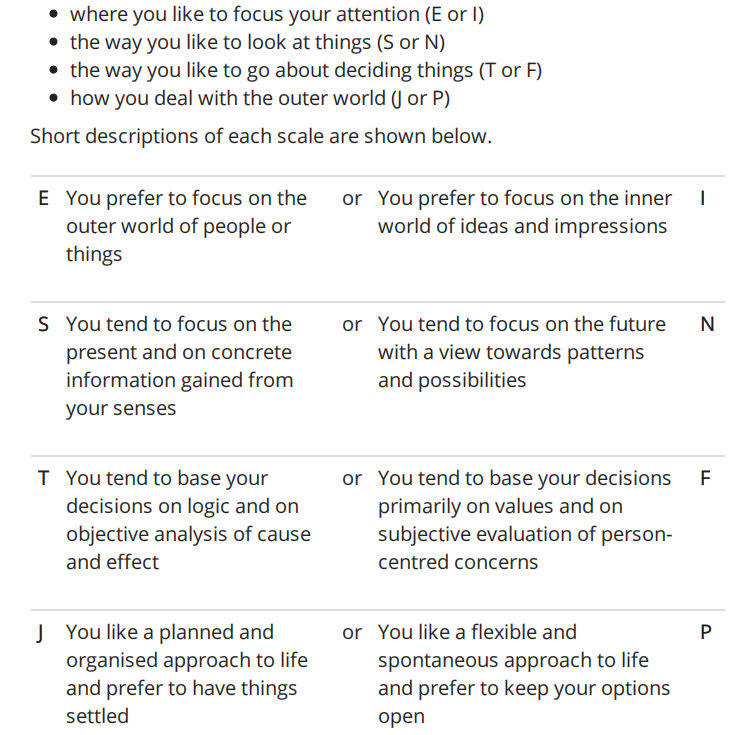 • where you like to focus your attention (E or I)
• the way you like to look at things (S or N)
• the way you like to go about deciding things (T or F)
• how you deal with the outer world (J or P)
Short descriptions of each scale are shown below.
E You prefer to focus on the or You prefer to focus on the inner I
outer world of people or world of ideas and impressions
things
S You tend to focus on the or You tend to focus on the future N
present and on concrete with a view towards patterns
information gained from and possibilities
your senses
T You tend to base your or You tend to base your decisions F
decisions on logic and on primarily on values and on
objective analysis of cause subjective evaluation of person-
and effect centred concerns
J You like a planned and or You like a flexible and P
organised approach to life spontaneous approach to life
and prefer to have things and prefer to keep your options
settled open